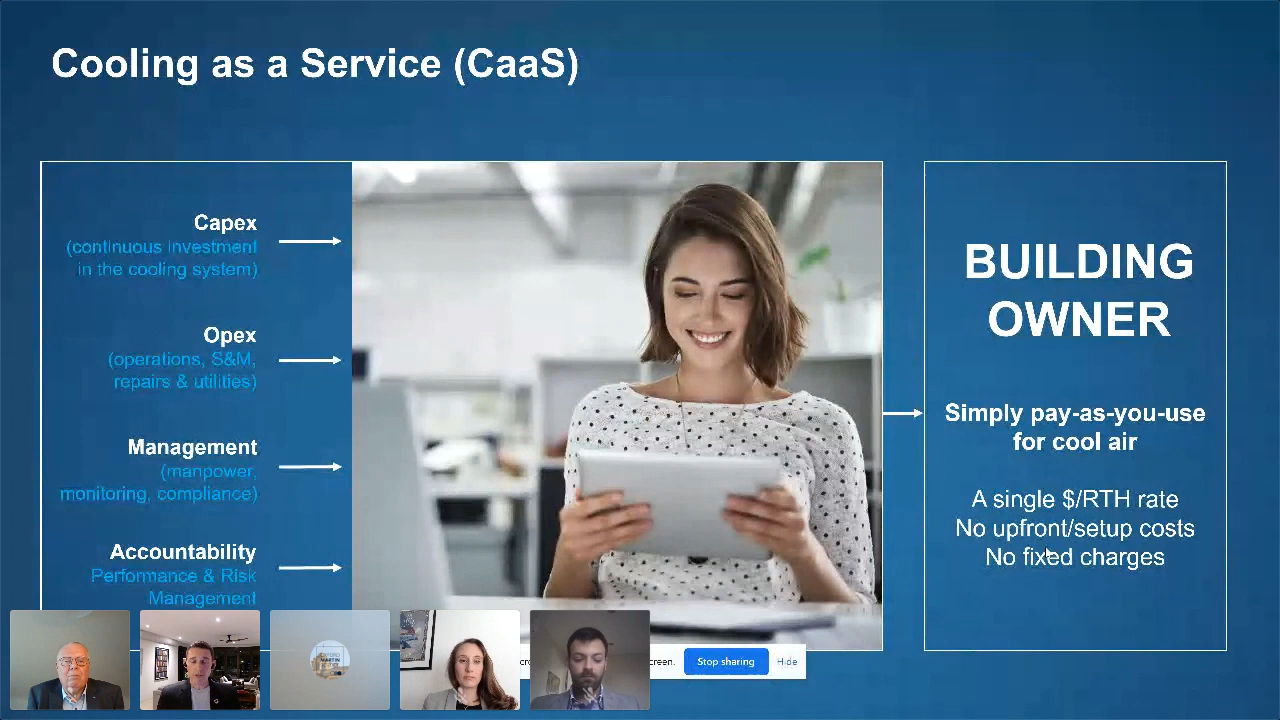 Cooling as a Service (CaaS)
Capex
(continuous investment
in the cooling system)
Opex
(operations, S&M,
repairs & utilities)
Management
(manpower,
monitoring, compliance)
Accountability
Performance & Risk
Management
BUILDING
OWNER
Simply pay-as-you-use
for cool air
A single $/RTH rate
No upfront/setup costs
No fixed charges
MARTIN
creen.
Stop sharing
Hide